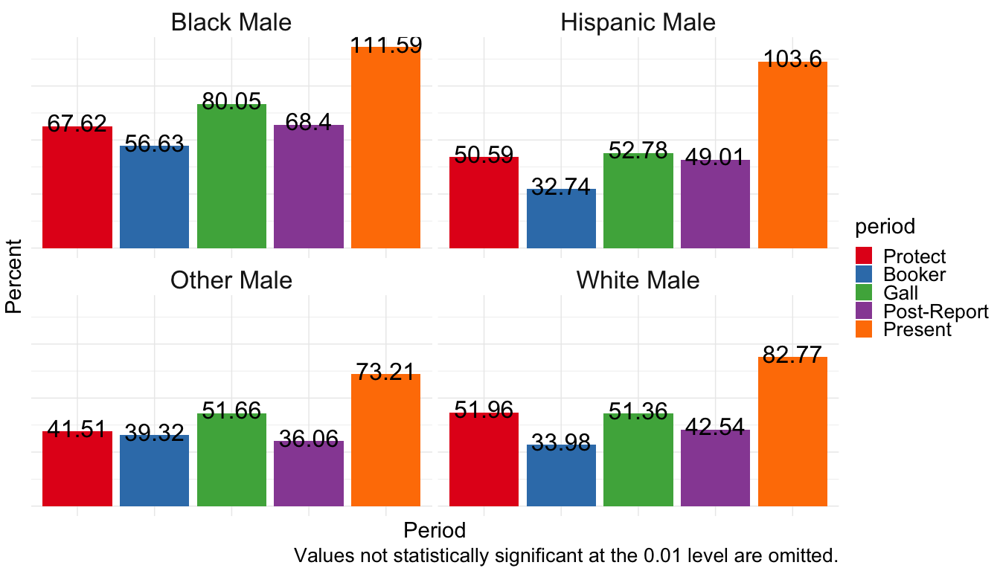 Black Male
Hispanic Male
67.62
56.63
80.05
68.4
111.59
50.59
32.74
52.78
49.01
103.6
Other Male
White Male
41.51
39.32
51.66
36.06
73.21
51.96
33.98
51.36
42.54
82.77
Percent
Period
period
Protect
Booker
Gall
Post-Report
Present
Values not statistically significant at the 0.01 level are omitted.